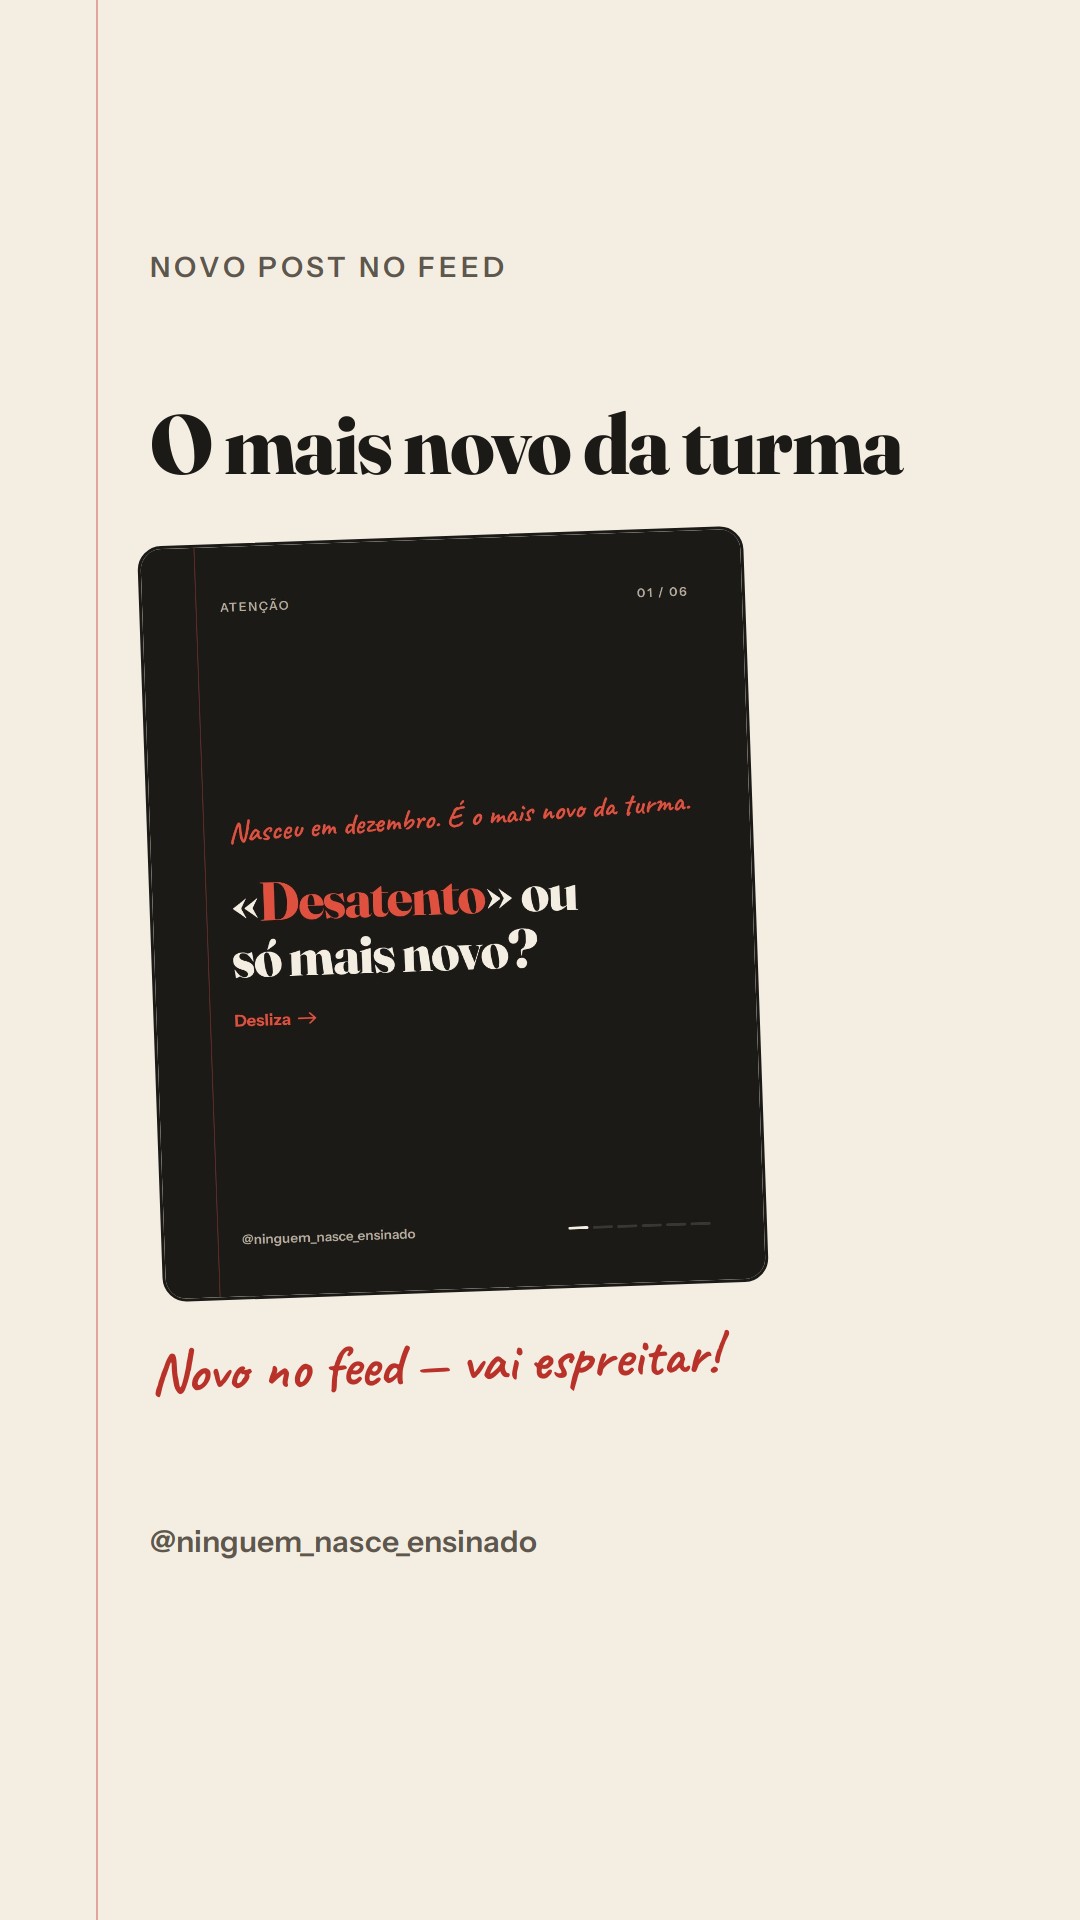 NOVO POST NO FEED
O mais novo da turma
ATENÇÃO
01 / 06
Nasceu em dezembro. É o mais novo da turma.
«Desatento» ou
só mais novo?
Desliza →
@ninguem_nasce_ensinado
Novo no feed — vai espreitar!
@ninguem_nasce_ensinado